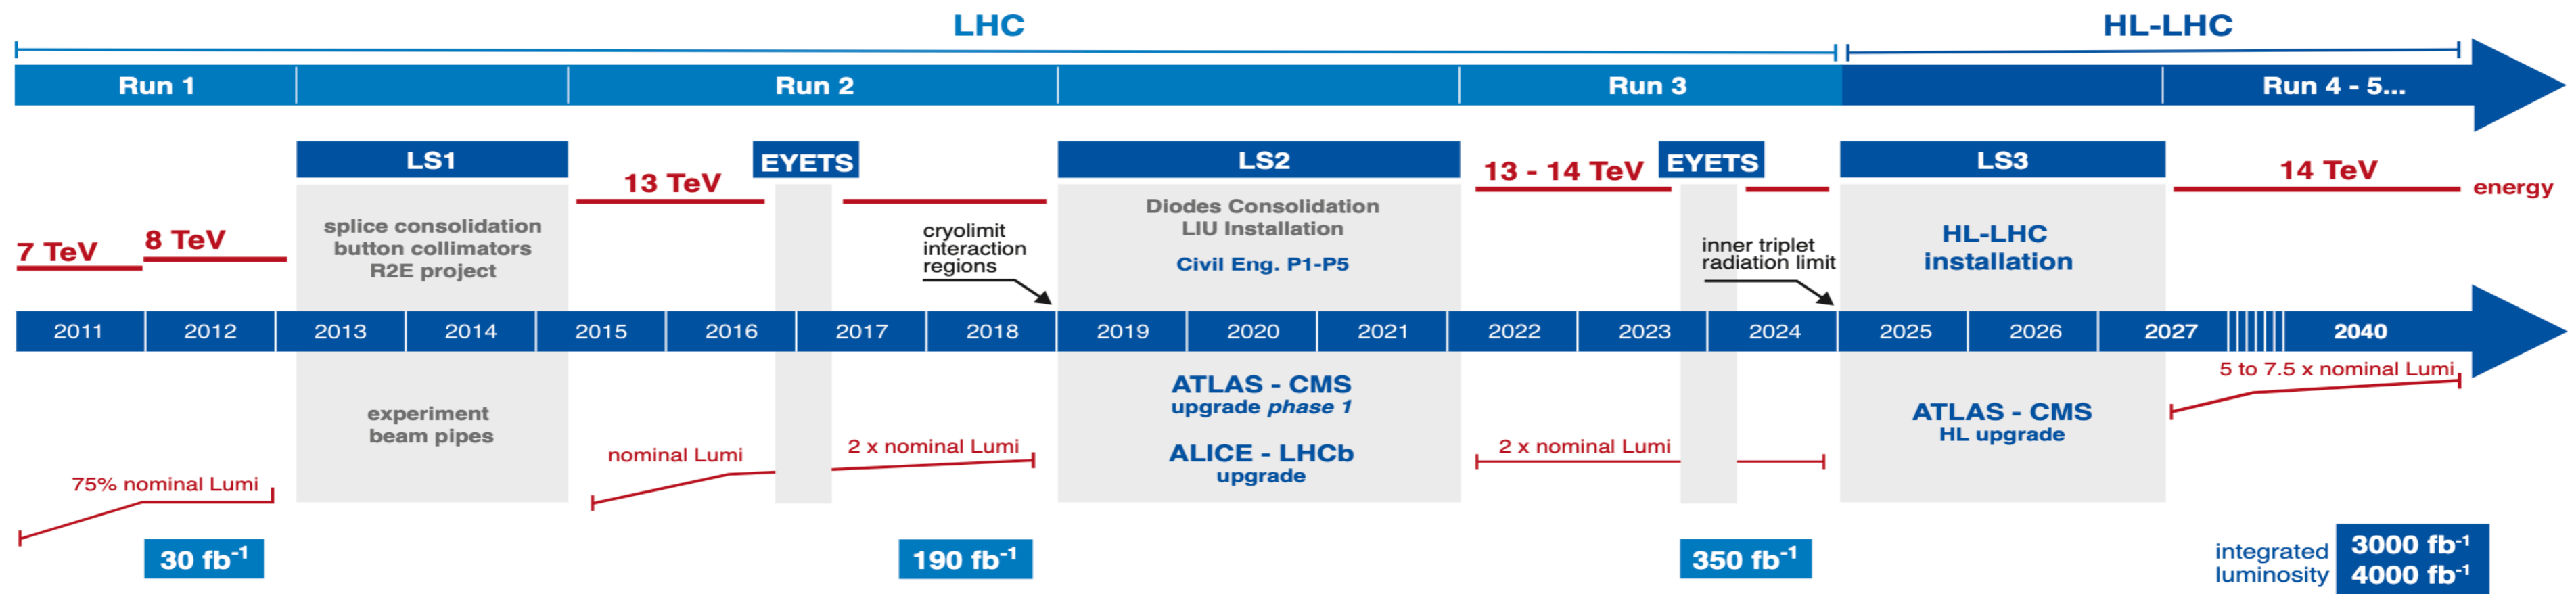 LHC
HL-LHC
Run 1
Run 2
Run 3
Run 4 - 5...
LS1
EYETS
LS2
EYETS
LS3
13 TeV
13 - 14 TeV
14 TeV
energy
7 TeV
8 TeV
splice consolidation
button collimators
R2E project
cryolimit
interaction
regions
Diodes Consolidation
LIU Installation
Civil Eng. P1-P5
inner triplet
radiation limit
HL-LHC
installation
2011
2012
2013
2014
2015
2016
2017
2018
2019
2020
2021
2022
2023
2024
2025
2026
2027
2040
5 to 7.5 x nominal Lumi
experiment
beam pipes
ATLAS - CMS
upgrade phase 1
ALICE - LHCb
upgrade
ATLAS - CMS
HL upgrade
75% nominal Lumi
nominal Lumi
2 x nominal Lumi
2 x nominal Lumi
30 fb⁻¹
190 fb⁻¹
350 fb⁻¹
integrated
luminosity
3000 fb⁻¹
4000 fb⁻¹